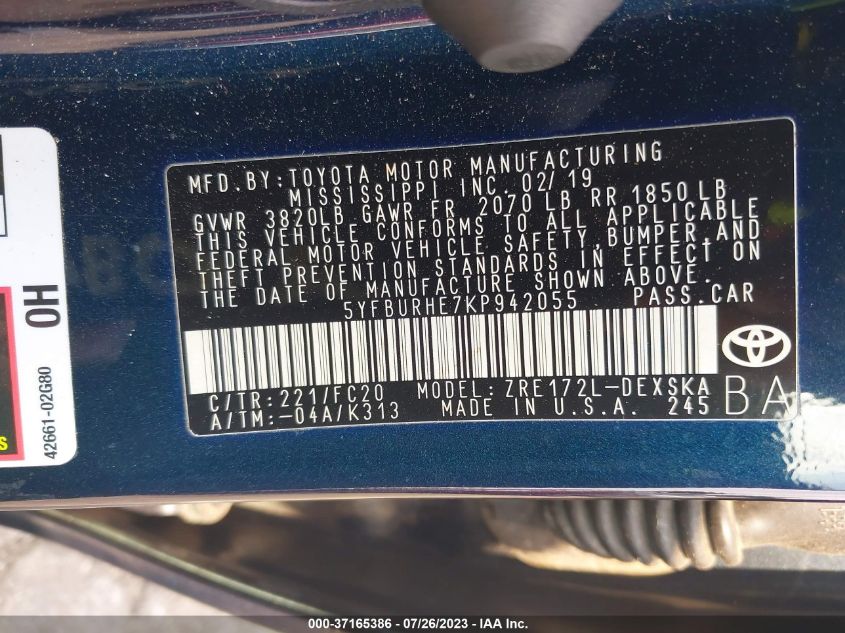 MFD. BY: TOYOTA MOTOR MANUFACTURING
MISSISSIPPI INC. 02/19
GVWR 3820LB GAWR FR 2070 LB RR 1850 LB
THIS VEHICLE CONFORMS TO ALL APPLICABLE
FEDERAL MOTOR VEHICLE SAFETY, BUMPER, AND
THEFT PREVENTION STANDARDS IN EFFECT ON
THE DATE OF MANUFACTURE SHOWN ABOVE.
5YFBURHE7KP942055 PASS. CAR
C/TR: 221/FC20 MODEL: ZRE172L-DEXSKA
A/TM: -04A/K313 MADE IN U.S.A. 245
BA
OH
42661-02G80
S
000-37165386 - 07/26/2023 - IAA Inc.